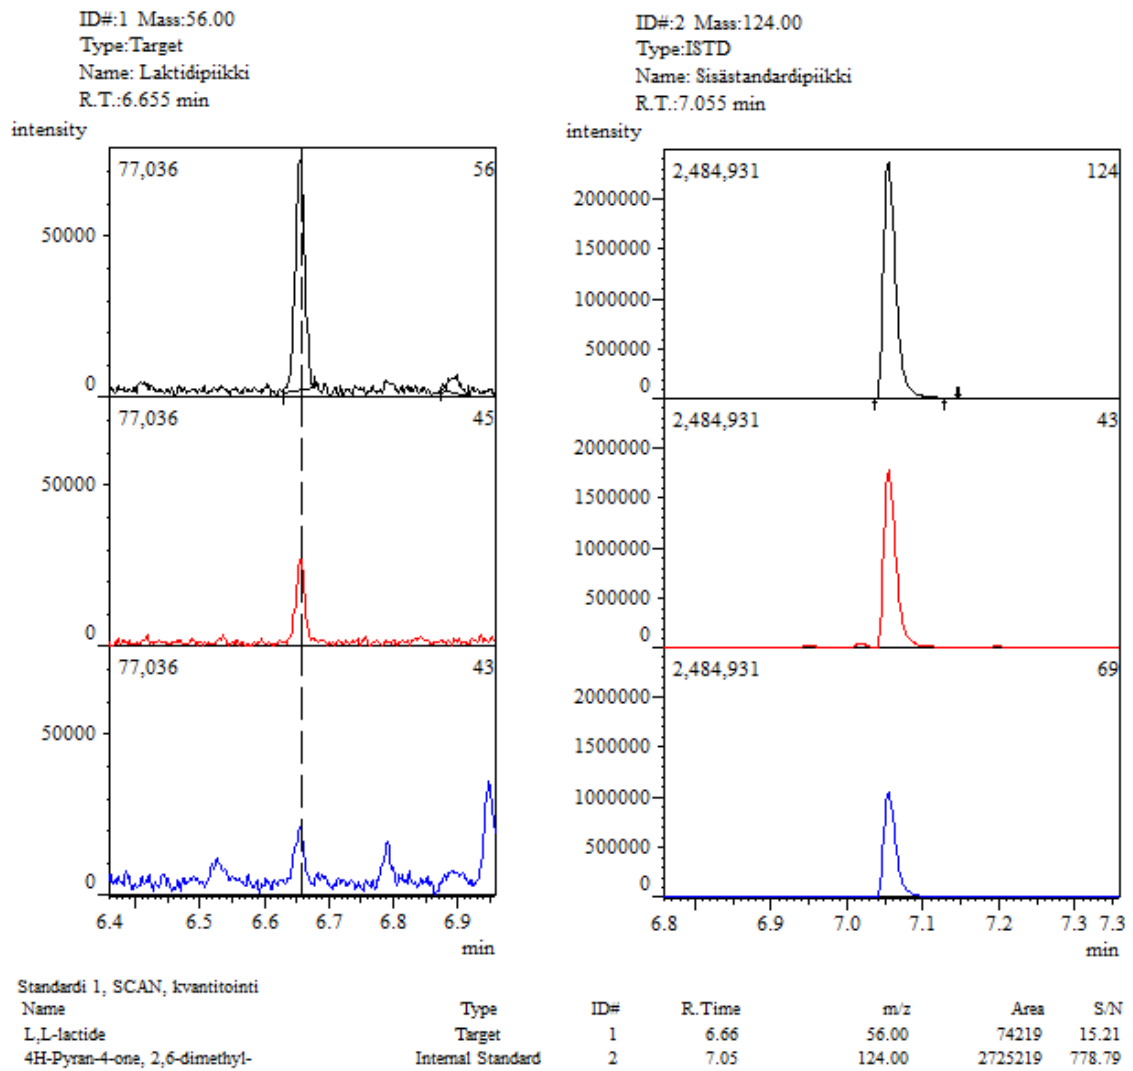 ID#:1 Mass:56.00
Type:Target
Name: Laktidipiikki
R.T.:6.655 min
intensity
77,036 56
50000
0
77,036 45
50000
0
77,036 43
50000
0
6.4 6.5 6.6 6.7 6.8 6.9
min
ID#:2 Mass:124.00
Type:ISTD
Name: Sisästandardipiikki
R.T.:7.055 min
intensity
2,484,931 124
2000000
1500000
1000000
500000
0
2,484,931 43
2000000
1500000
1000000
500000
0
2,484,931 69
2000000
1500000
1000000
500000
0
6.8 6.9 7.0 7.1 7.2 7.3 7.3
min
Standardi 1, SCAN, kvantitointi
Name Type ID# R.Time m/z Area S/N
L,L-lactide Target 1 6.66 56.00 74219 15.21
4H-Pyran-4-one, 2,6-dimethyl- Internal Standard 2 7.05 124.00 2725219 778.79